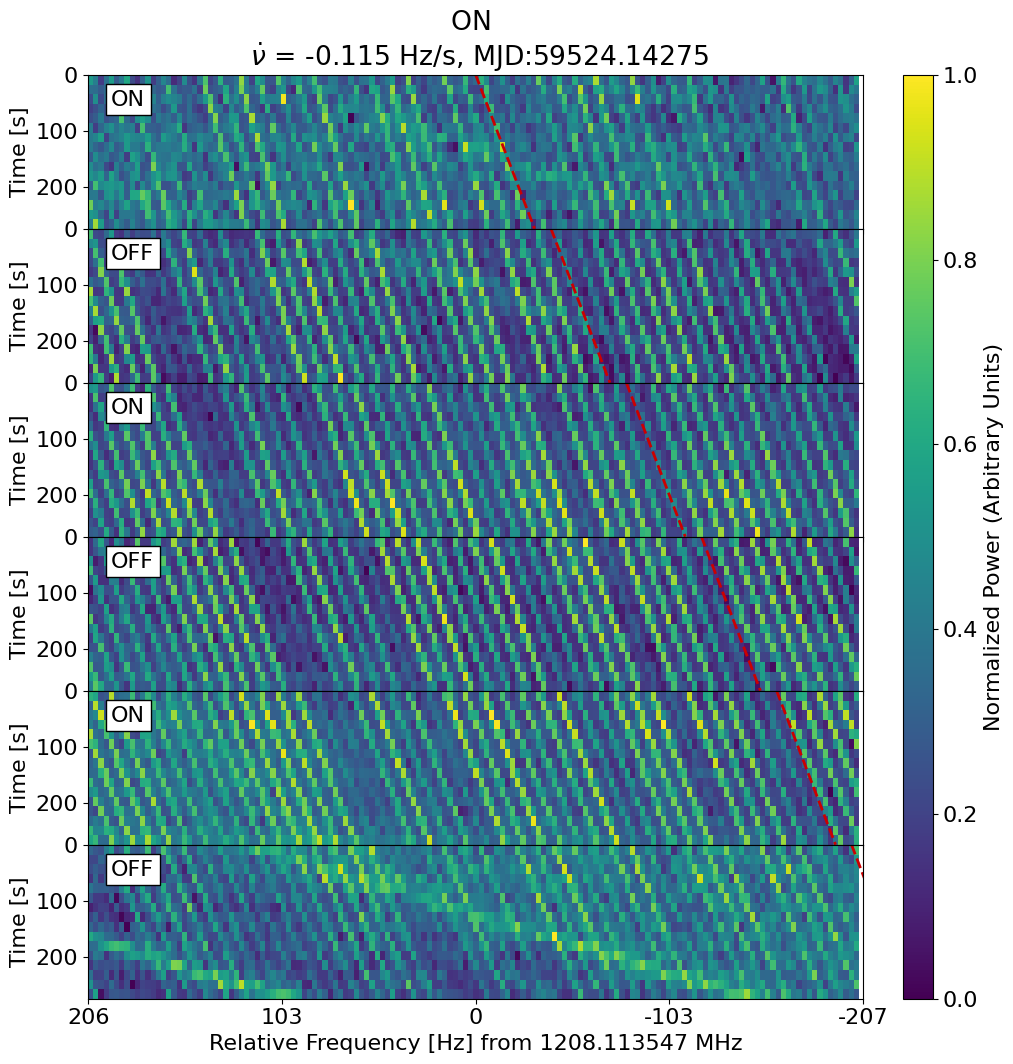 ON
ν̇ = -0.115 Hz/s, MJD:59524.14275
0
100
200
Time [s]
ON
0
100
200
Time [s]
OFF
0
100
200
Time [s]
ON
0
100
200
Time [s]
OFF
0
100
200
Time [s]
ON
0
100
200
Time [s]
OFF
206
103
0
-103
-207
Relative Frequency [Hz] from 1208.113547 MHz
1.0
0.8
0.6
0.4
0.2
0.0
Normalized Power (Arbitrary Units)